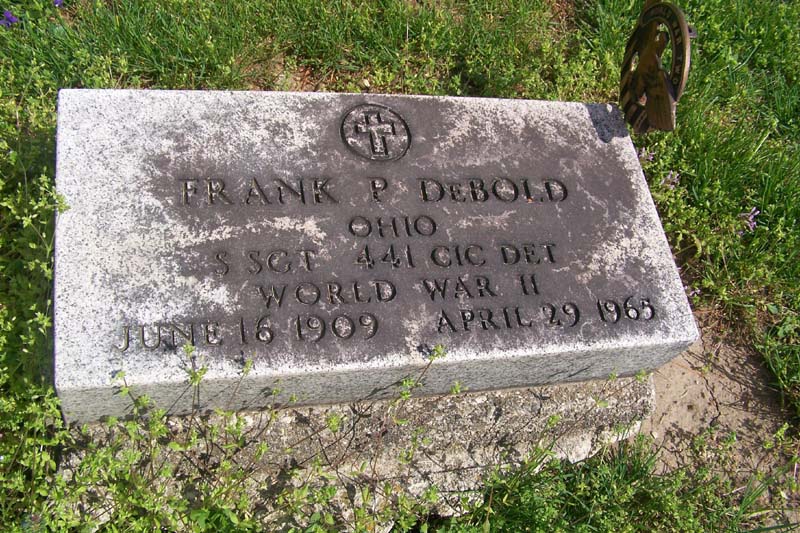 FRANK P DEBOLD
OHIO
S SGT 441 CIC DET
WORLD WAR II
JUNE 16 1909 APRIL 29 1965